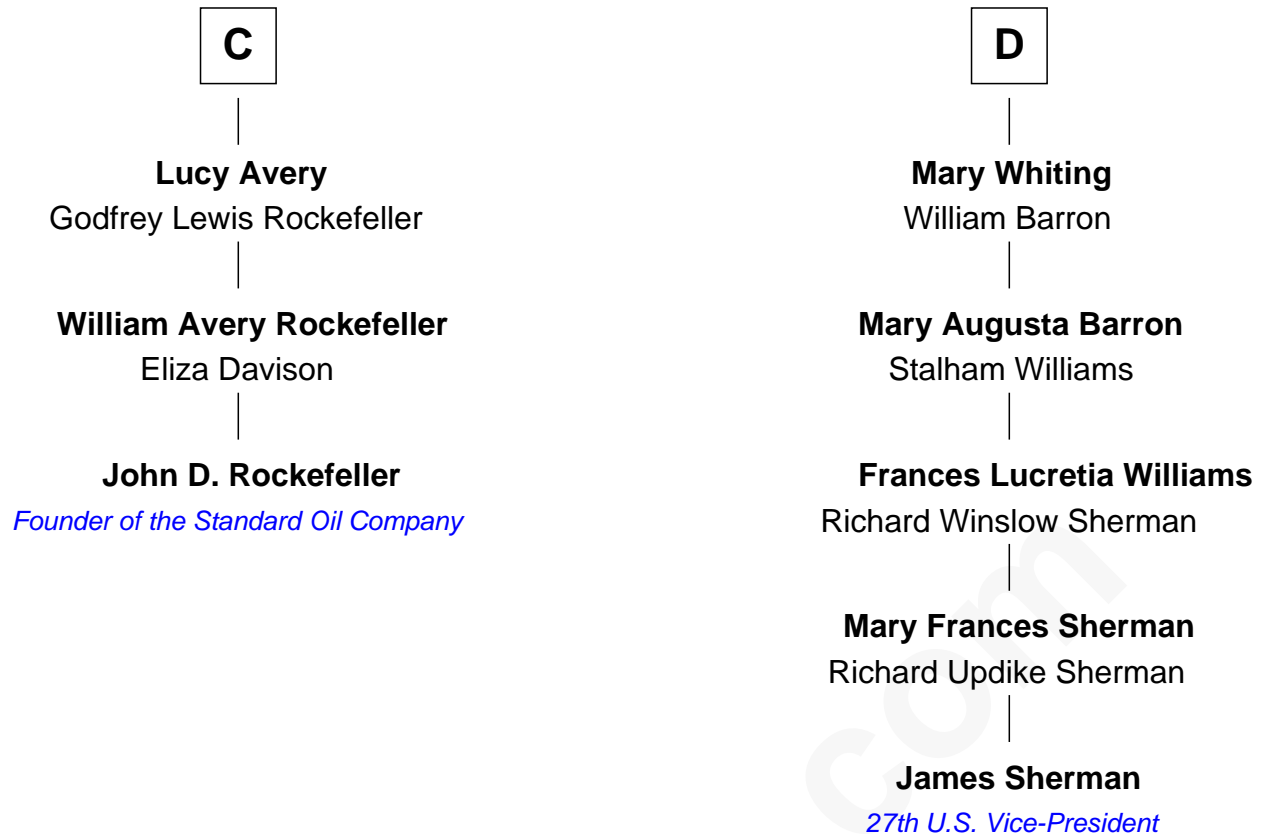 C
Lucy Avery
Godfrey Lewis Rockefeller
William Avery Rockefeller
Eliza Davison
John D. Rockefeller
Founder of the Standard Oil Company
D
Mary Whiting
William Barron
Mary Augusta Barron
Stalham Williams
Frances Lucretia Williams
Richard Winslow Sherman
Mary Frances Sherman
Richard Updike Sherman
James Sherman
27th U.S. Vice-President
com